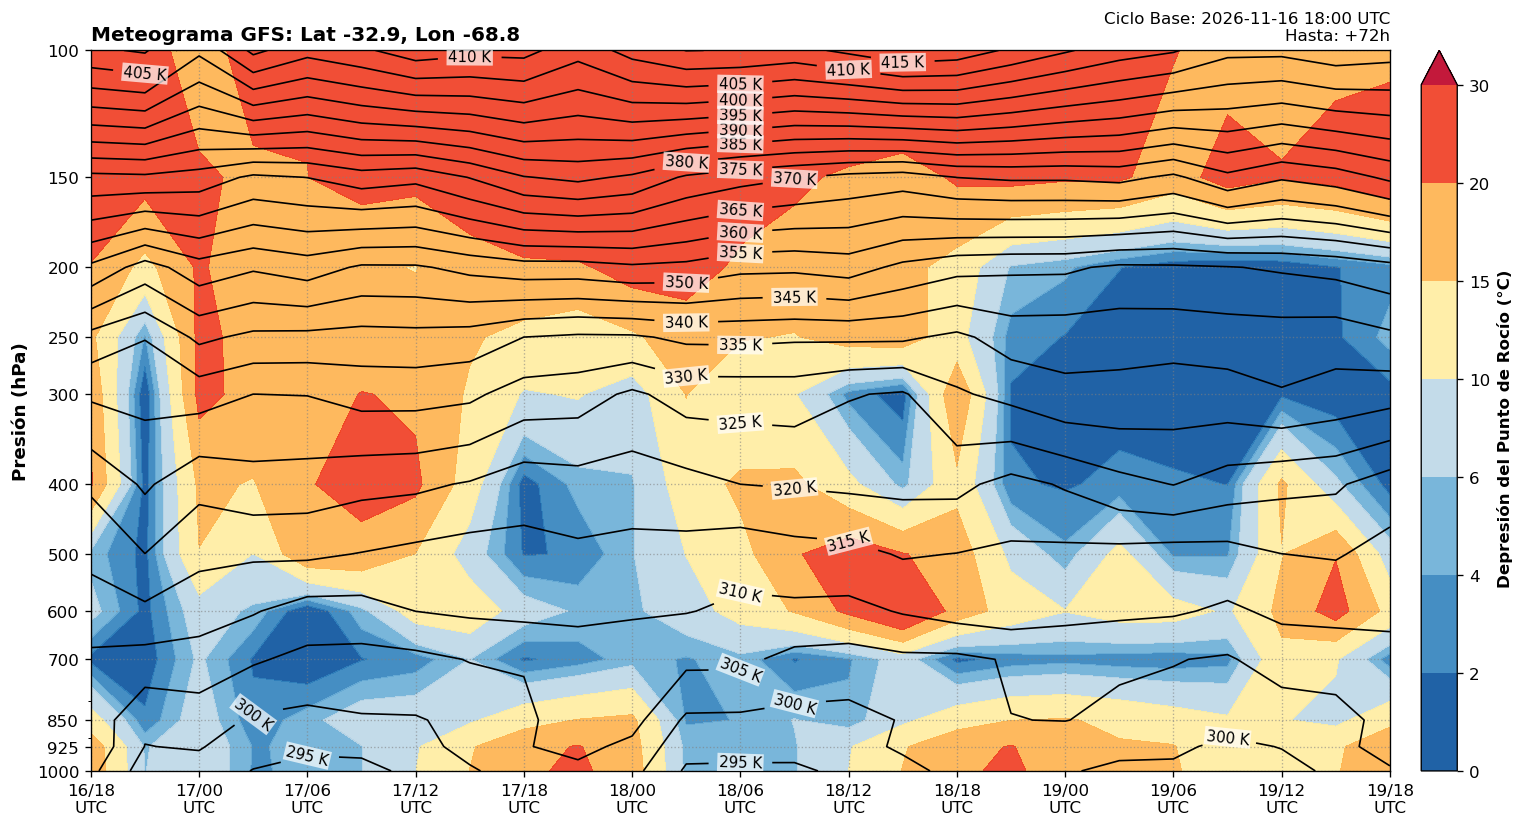 Ciclo Base: 2026-11-16 18:00 UTC
Meteograma GFS: Lat -32.9, Lon -68.8
Hasta: +72h
Presión (hPa)
100
150
200
250
300
400
500
600
700
850
925
1000
405 K
410 K
410 K
415 K
405 K
400 K
395 K
390 K
385 K
380 K
375 K
370 K
365 K
360 K
355 K
350 K
345 K
340 K
335 K
330 K
325 K
320 K
315 K
310 K
305 K
300 K
300 K
300 K
295 K
295 K
16/18
UTC
17/00
UTC
17/06
UTC
17/12
UTC
17/18
UTC
18/00
UTC
18/06
UTC
18/12
UTC
18/18
UTC
19/00
UTC
19/06
UTC
19/12
UTC
19/18
UTC
30
20
15
10
6
4
2
0
Depresión del Punto de Rocío (°C)